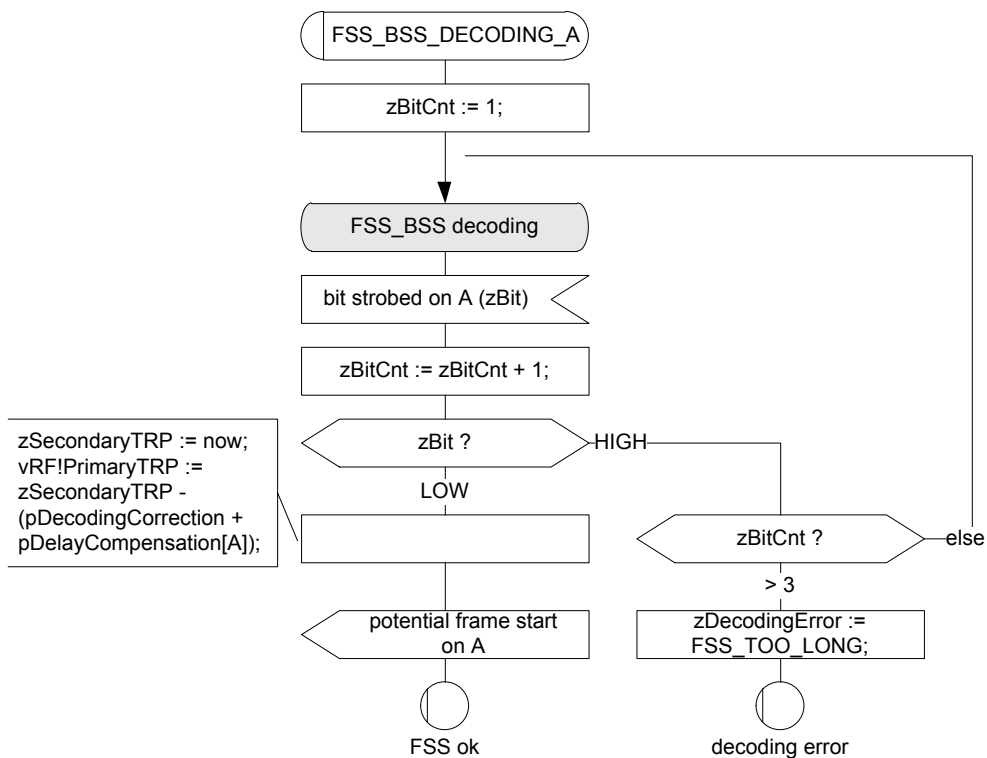 FSS_BSS_DECODING_A
zBitCnt := 1;
FSS_BSS decoding
bit strobed on A (zBit)
zBitCnt := zBitCnt + 1;
zBit ?
HIGH
LOW
zSecondaryTRP := now;
vRF!PrimaryTRP :=
zSecondaryTRP -
(pDecodingCorrection +
pDelayCompensation[A]);
zBitCnt ?
else
> 3
potential frame start
on A
zDecodingError :=
FSS_TOO_LONG;
FSS ok
decoding error